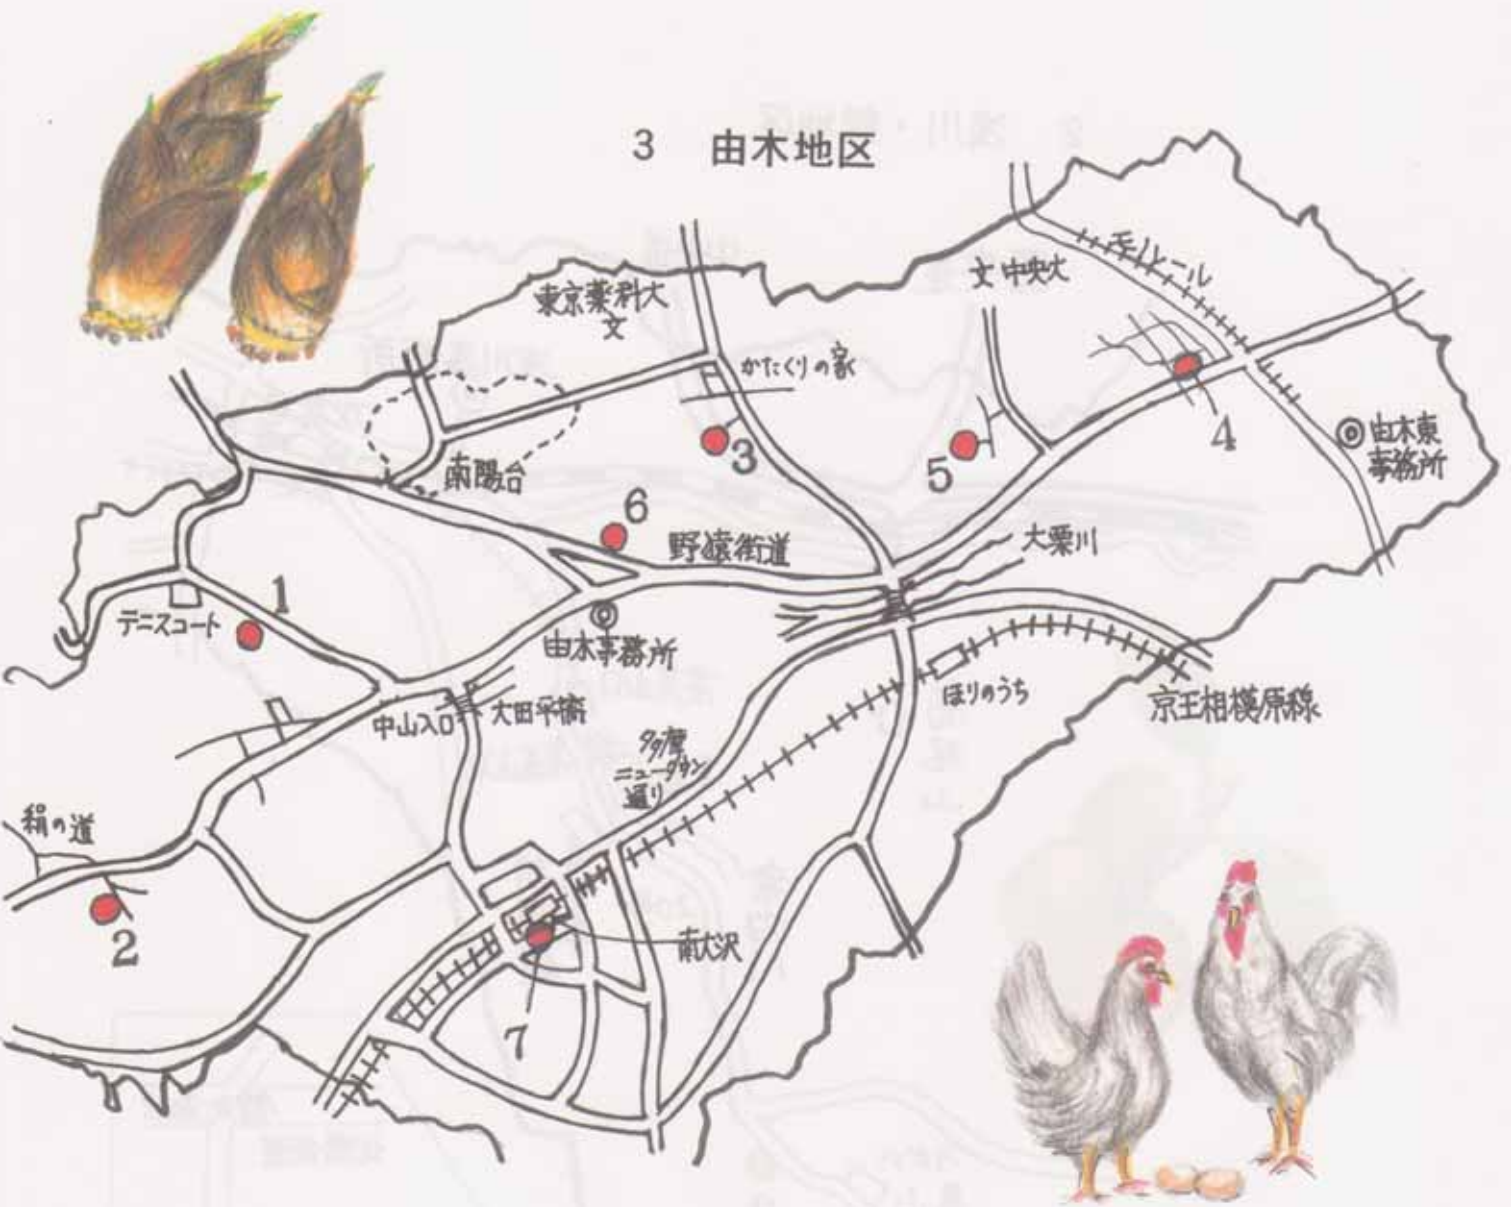 3 由木地区
モノレール
文 中央大
東京薬科大
文
かたくりの家
4
由木東
事務所
3
5
南陽台
6
野猿街道
大栗川
1
テニスコート
由木事務所
ほりのうち
京王相模原線
中山入口
大田平橋
多摩
ニュータウン
通り
絹の道
2
南大沢
7